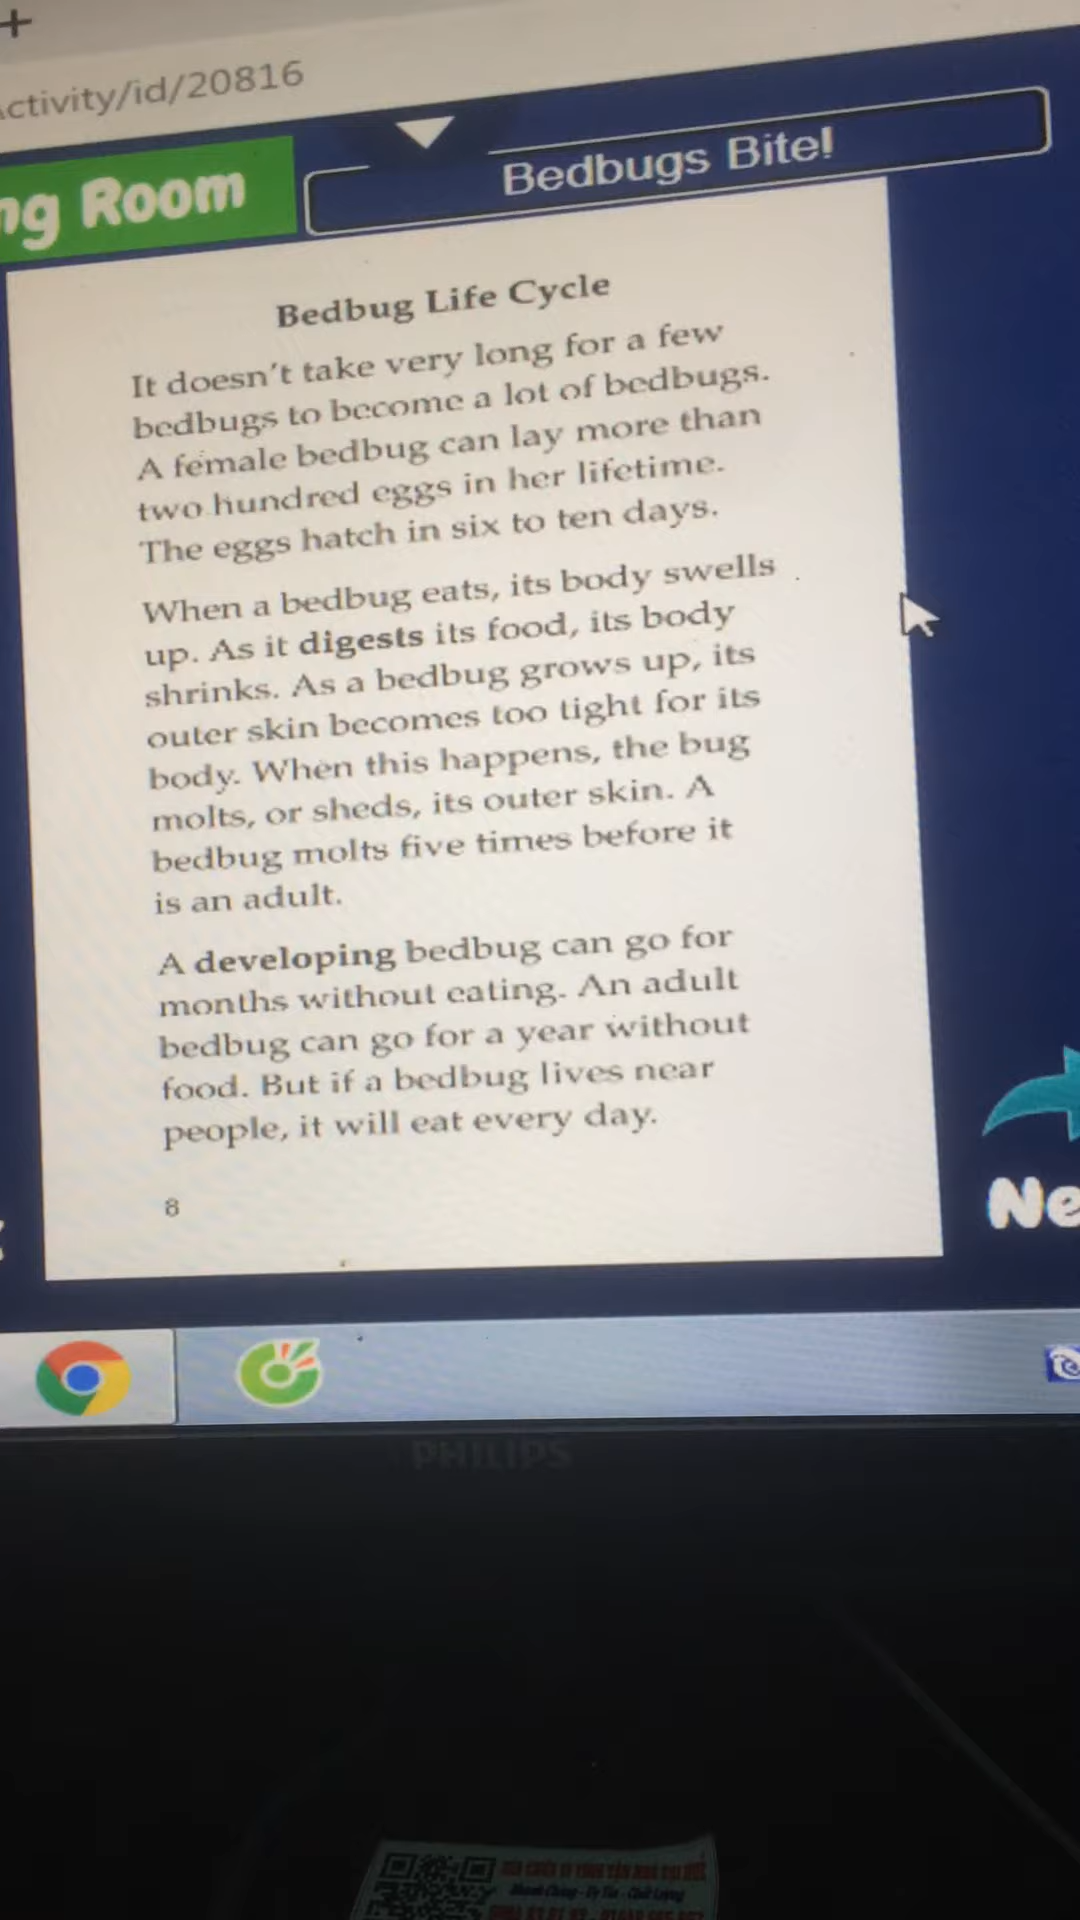 +
ctivity/id/20816
ng Room
Bedbugs Bite!
Bedbug Life Cycle
It doesn't take very long for a few
bedbugs to become a lot of bedbugs.
A female bedbug can lay more than
two hundred eggs in her lifetime.
The eggs hatch in six to ten days.
When a bedbug eats, its body swells
up. As it digests its food, its body
shrinks. As a bedbug grows up, its
outer skin becomes too tight for its
body. When this happens, the bug
molts, or sheds, its outer skin. A
bedbug molts five times before it
is an adult.
A developing bedbug can go for
months without eating. An adult
bedbug can go for a year without
food. But if a bedbug lives near
people, it will eat every day.
8
Ne
PHILIPS